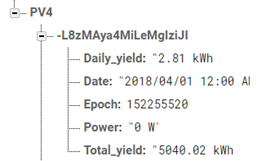 PV4
-L8zMAya4MiLeMgIziJI
Daily_yield: "2.81 kWh
Date: "2018/04/01 12:00 A
Epoch: 152255520
Power: "0 W"
Total_yield: "5040.02 kWh